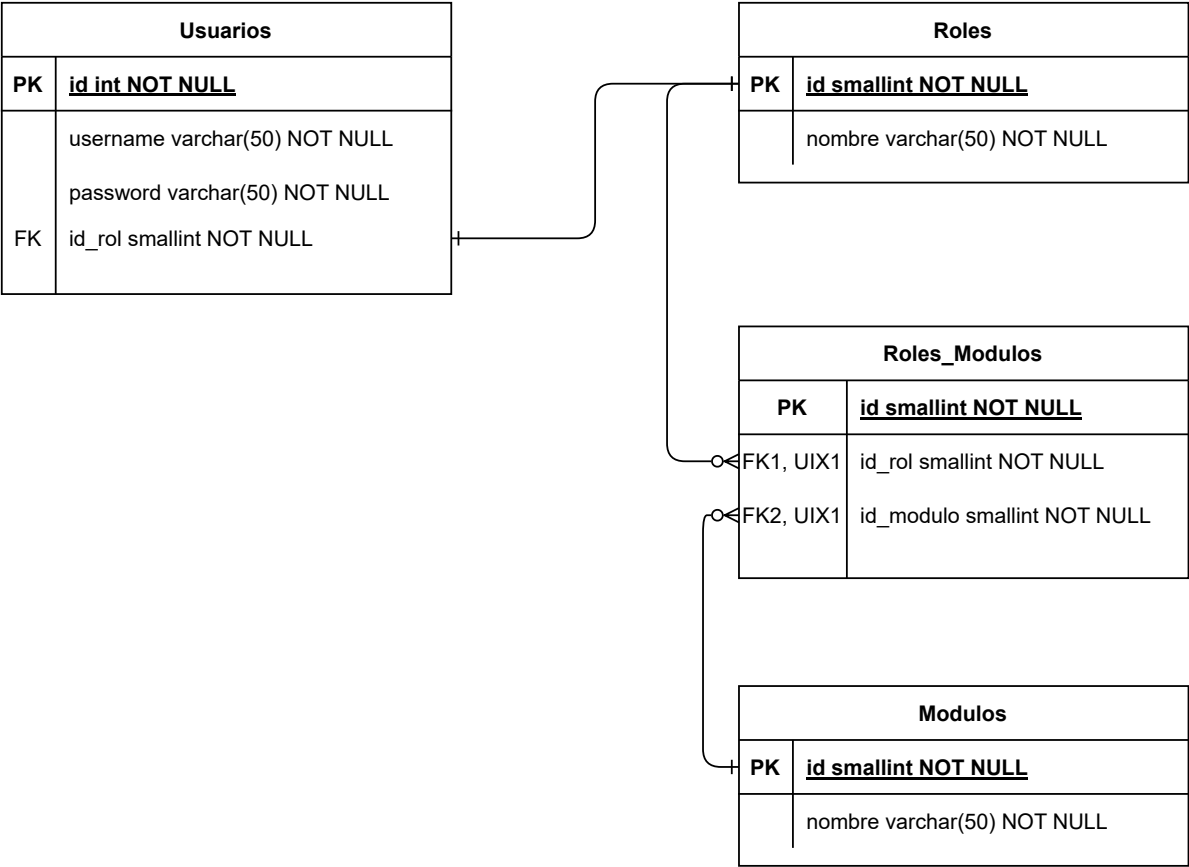 Usuarios
PK id int NOT NULL
username varchar(50) NOT NULL
password varchar(50) NOT NULL
FK id_rol smallint NOT NULL
Roles
PK id smallint NOT NULL
nombre varchar(50) NOT NULL
Roles_Modulos
PK id smallint NOT NULL
FK1, UIX1 id_rol smallint NOT NULL
FK2, UIX1 id_modulo smallint NOT NULL
Modulos
PK id smallint NOT NULL
nombre varchar(50) NOT NULL